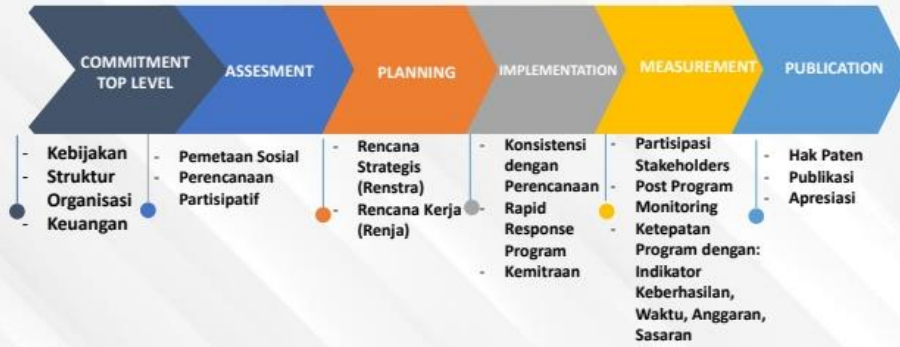 COMMITMENT
TOP LEVEL
ASSESMENT
PLANNING
IMPLEMENTATION
MEASUREMENT
PUBLICATION
- Kebijakan
- Struktur
Organisasi
- Keuangan
- Pemetaan Sosial
- Perencanaan
Partisipatif
- Rencana
Strategis
(Renstra)
- Rencana Kerja
(Renja)
- Konsistensi
dengan
Perencanaan
- Rapid
Response
Program
- Kemitraan
- Partisipasi
Stakeholders
- Post Program
Monitoring
- Ketepatan
Program dengan:
Indikator
Keberhasilan,
Waktu, Anggaran,
Sasaran
- Hak Paten
- Publikasi
- Apresiasi